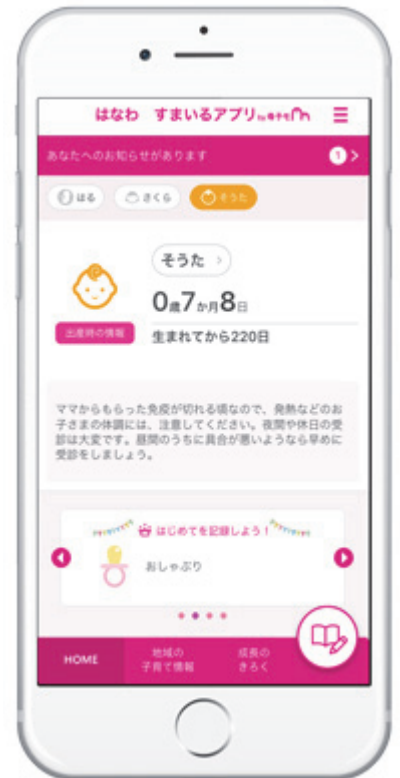 はなわ　すまいるアプリ by 母子モ
あなたへのお知らせがあります 1
はる さくら そうた
そうた
0歳7か月8日
出産時の情報
生まれてから220日
ママからもらった免疫が切れる頃なので、発熱などのお
子さまの体調には、注意してください。夜間や休日の受
診は大変です。昼間のうちに具合が悪いようなら早めに
受診をしましょう。
はじめてを記録しよう！
おしゃぶり
HOME
地域の
子育て情報
成長の
きろく